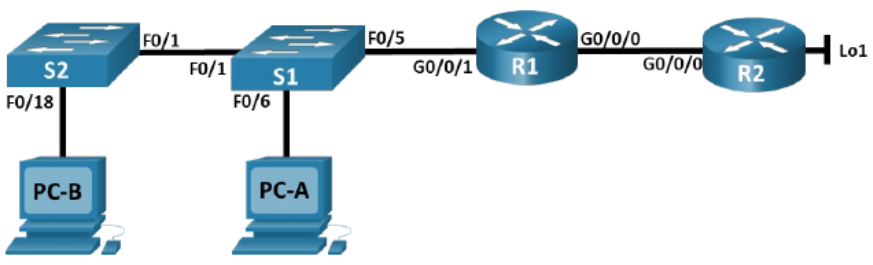 F0/1
F0/5
G0/0/0
S2
F0/1
S1
G0/0/1
R1
G0/0/0
R2
Lo1
F0/18
F0/6
PC-B
PC-A